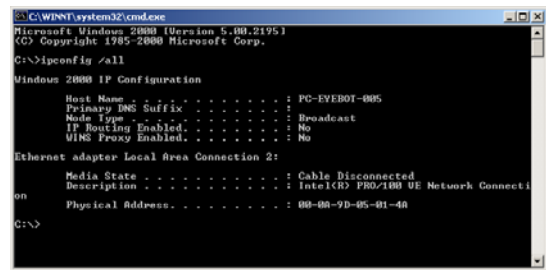 C:\WINNT\system32\cmd.exe
Microsoft Windows 2000 [Version 5.00.2195]
(C) Copyright 1985-2000 Microsoft Corp.
C:\>ipconfig /all
Windows 2000 IP Configuration
Host Name . . . . . . . . . . . . : PC-EYEBOT-005
Primary DNS Suffix . . . . . . . :
Node Type . . . . . . . . . . . . : Broadcast
IP Routing Enabled. . . . . . . . : No
WINS Proxy Enabled. . . . . . . . : No
Ethernet adapter Local Area Connection 2:
Media State . . . . . . . . . . . : Cable Disconnected
Description . . . . . . . . . . . : Intel(R) PRO/100 VE Network Connecti
on
Physical Address. . . . . . . . . : 00-0A-9D-05-01-4A
C:\>